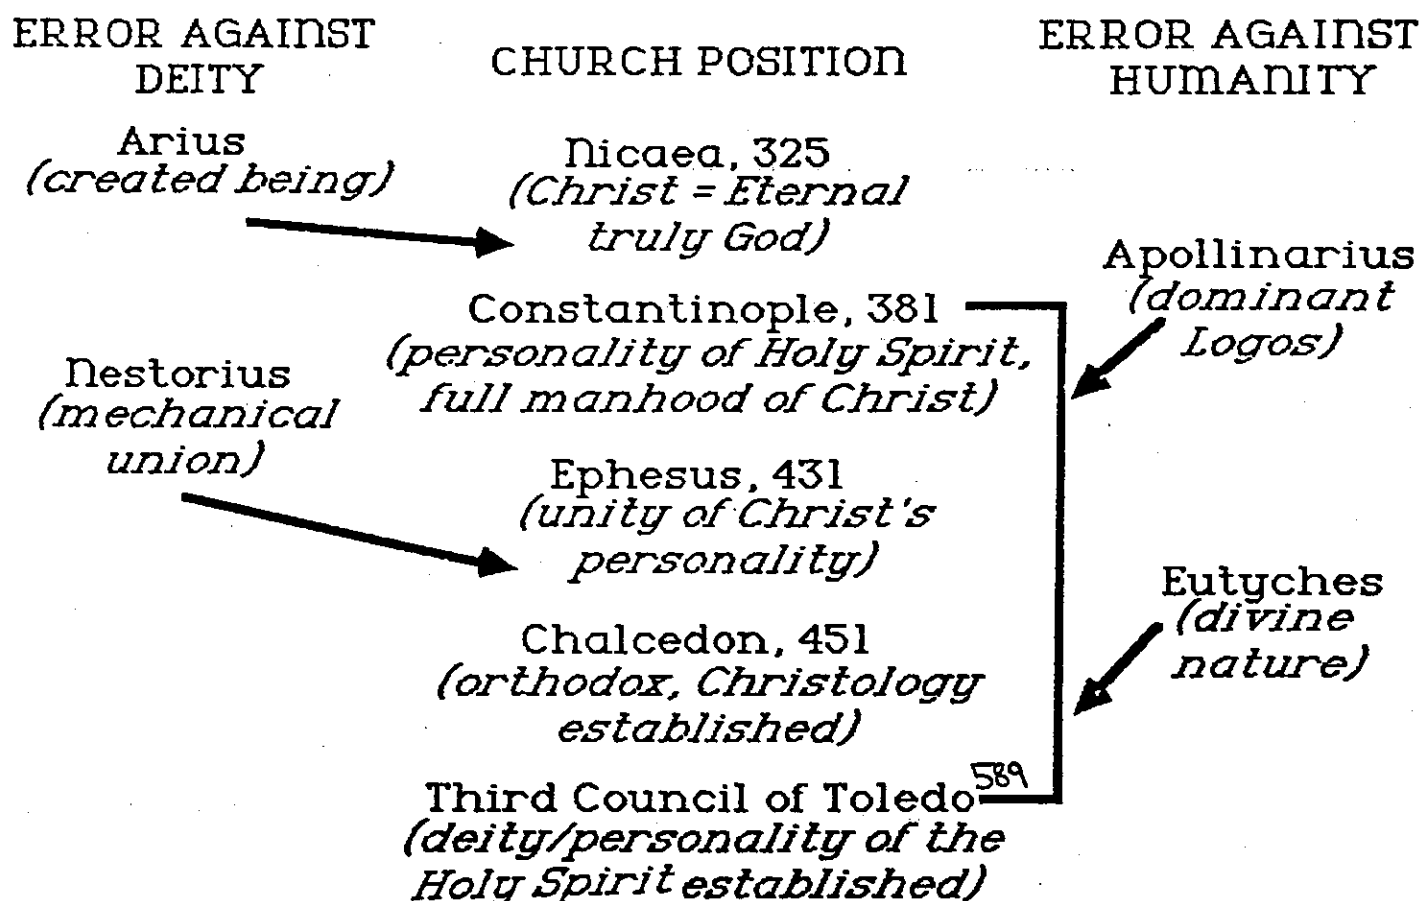 ERROR AGAINST
DEITY
CHURCH POSITION
ERROR AGAINST
HUMANITY
Arius
(created being)
Nicaea, 325
(Christ = Eternal
truly God)
Apollinarius
(dominant
Logos)
Constantinople, 381
(personality of Holy Spirit,
full manhood of Christ)
Nestorius
(mechanical
union)
Ephesus, 431
(unity of Christ's
personality)
Eutyches
(divine
nature)
Chalcedon, 451
(orthodox, Christology
established)
Third Council of Toledo 589
(deity/personality of the
Holy Spirit established)